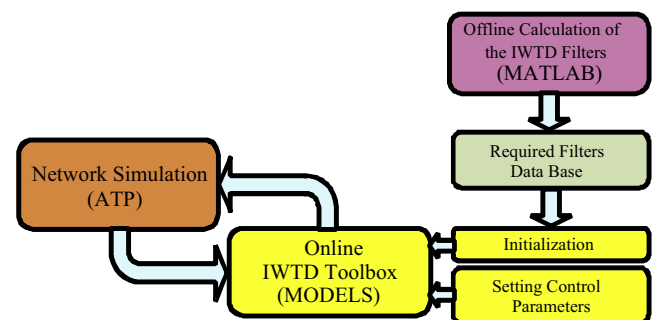 Offline Calculation of
the IWTD Filters
(MATLAB)
Required Filters
Data Base
Network Simulation
(ATP)
Online
IWTD Toolbox
(MODELS)
Initialization
Setting Control
Parameters